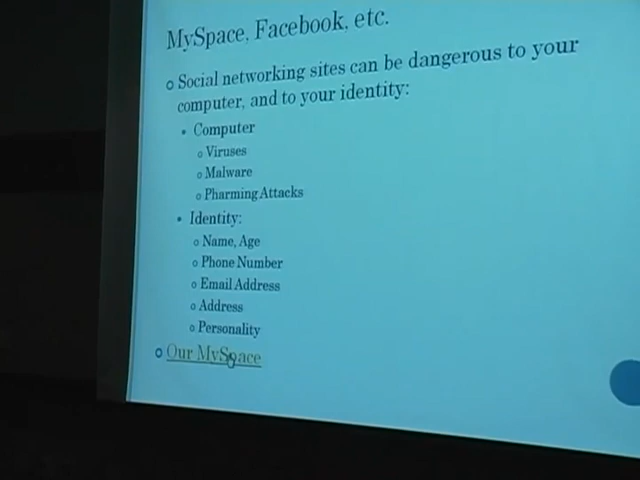 MySpace, Facebook, etc.
Social networking sites can be dangerous to your
computer, and to your identity:
Computer
Viruses
Malware
Pharming Attacks
Identity:
Name, Age
Phone Number
Email Address
Address
Personality
Our MySpace